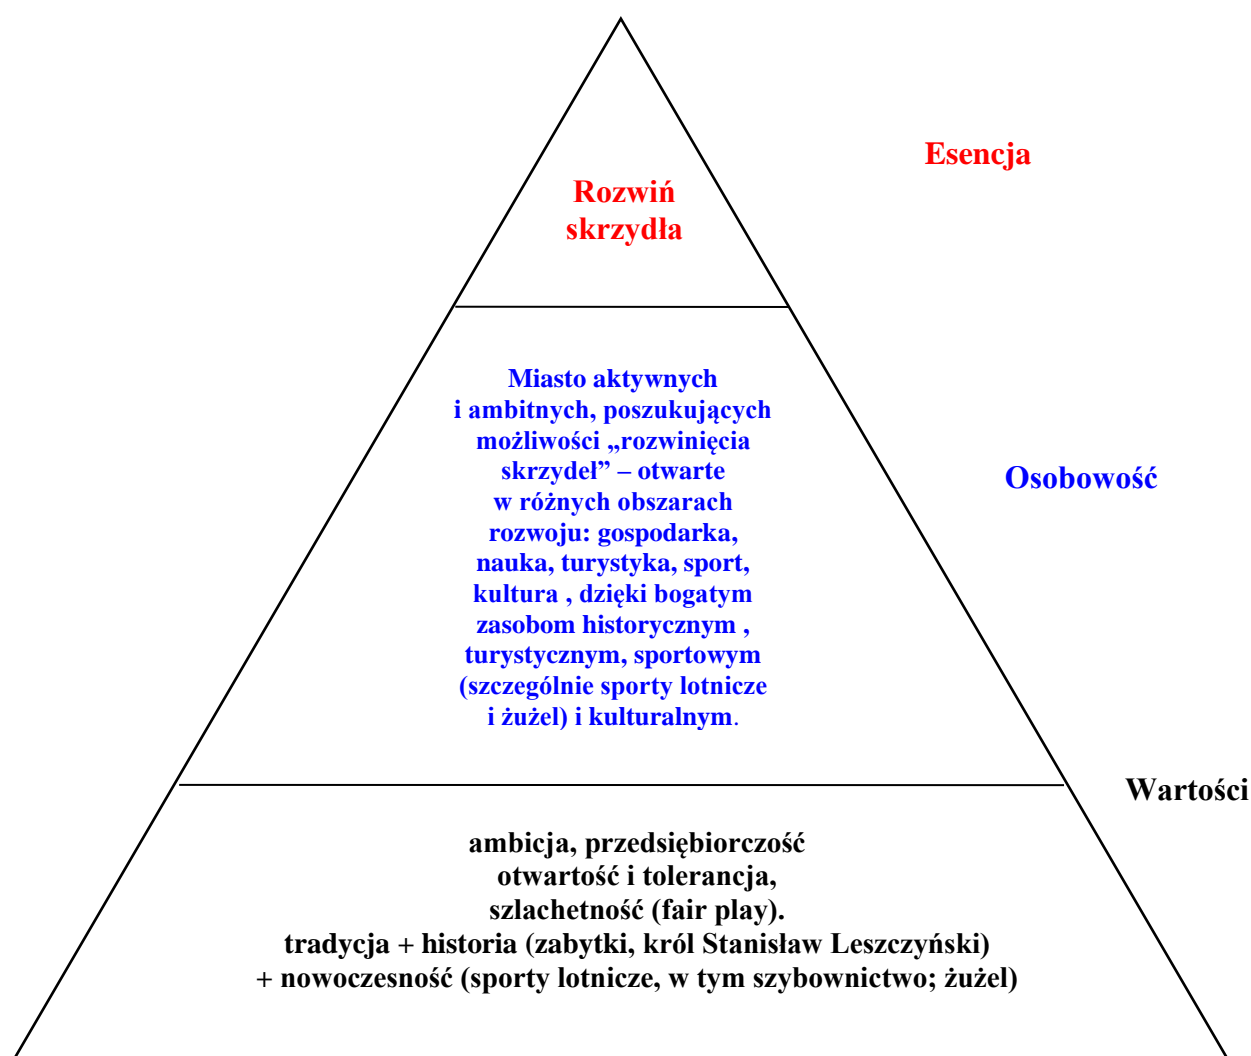 Esencja
Rozwiń
skrzydła
Miasto aktywnych
i ambitnych, poszukujących
możliwości „rozwinięcia
skrzydeł” – otwarte
w różnych obszarach
rozwoju: gospodarka,
nauka, turystyka, sport,
kultura , dzięki bogatym
zasobom historycznym ,
turystycznym, sportowym
(szczególnie sporty lotnicze
i żużel) i kulturalnym.
Osobowość
Wartości
ambicja, przedsiębiorczość
otwartość i tolerancja,
szlachetność (fair play).
tradycja + historia (zabytki, król Stanisław Leszczyński)
+ nowoczesność (sporty lotnicze, w tym szybownictwo; żużel)